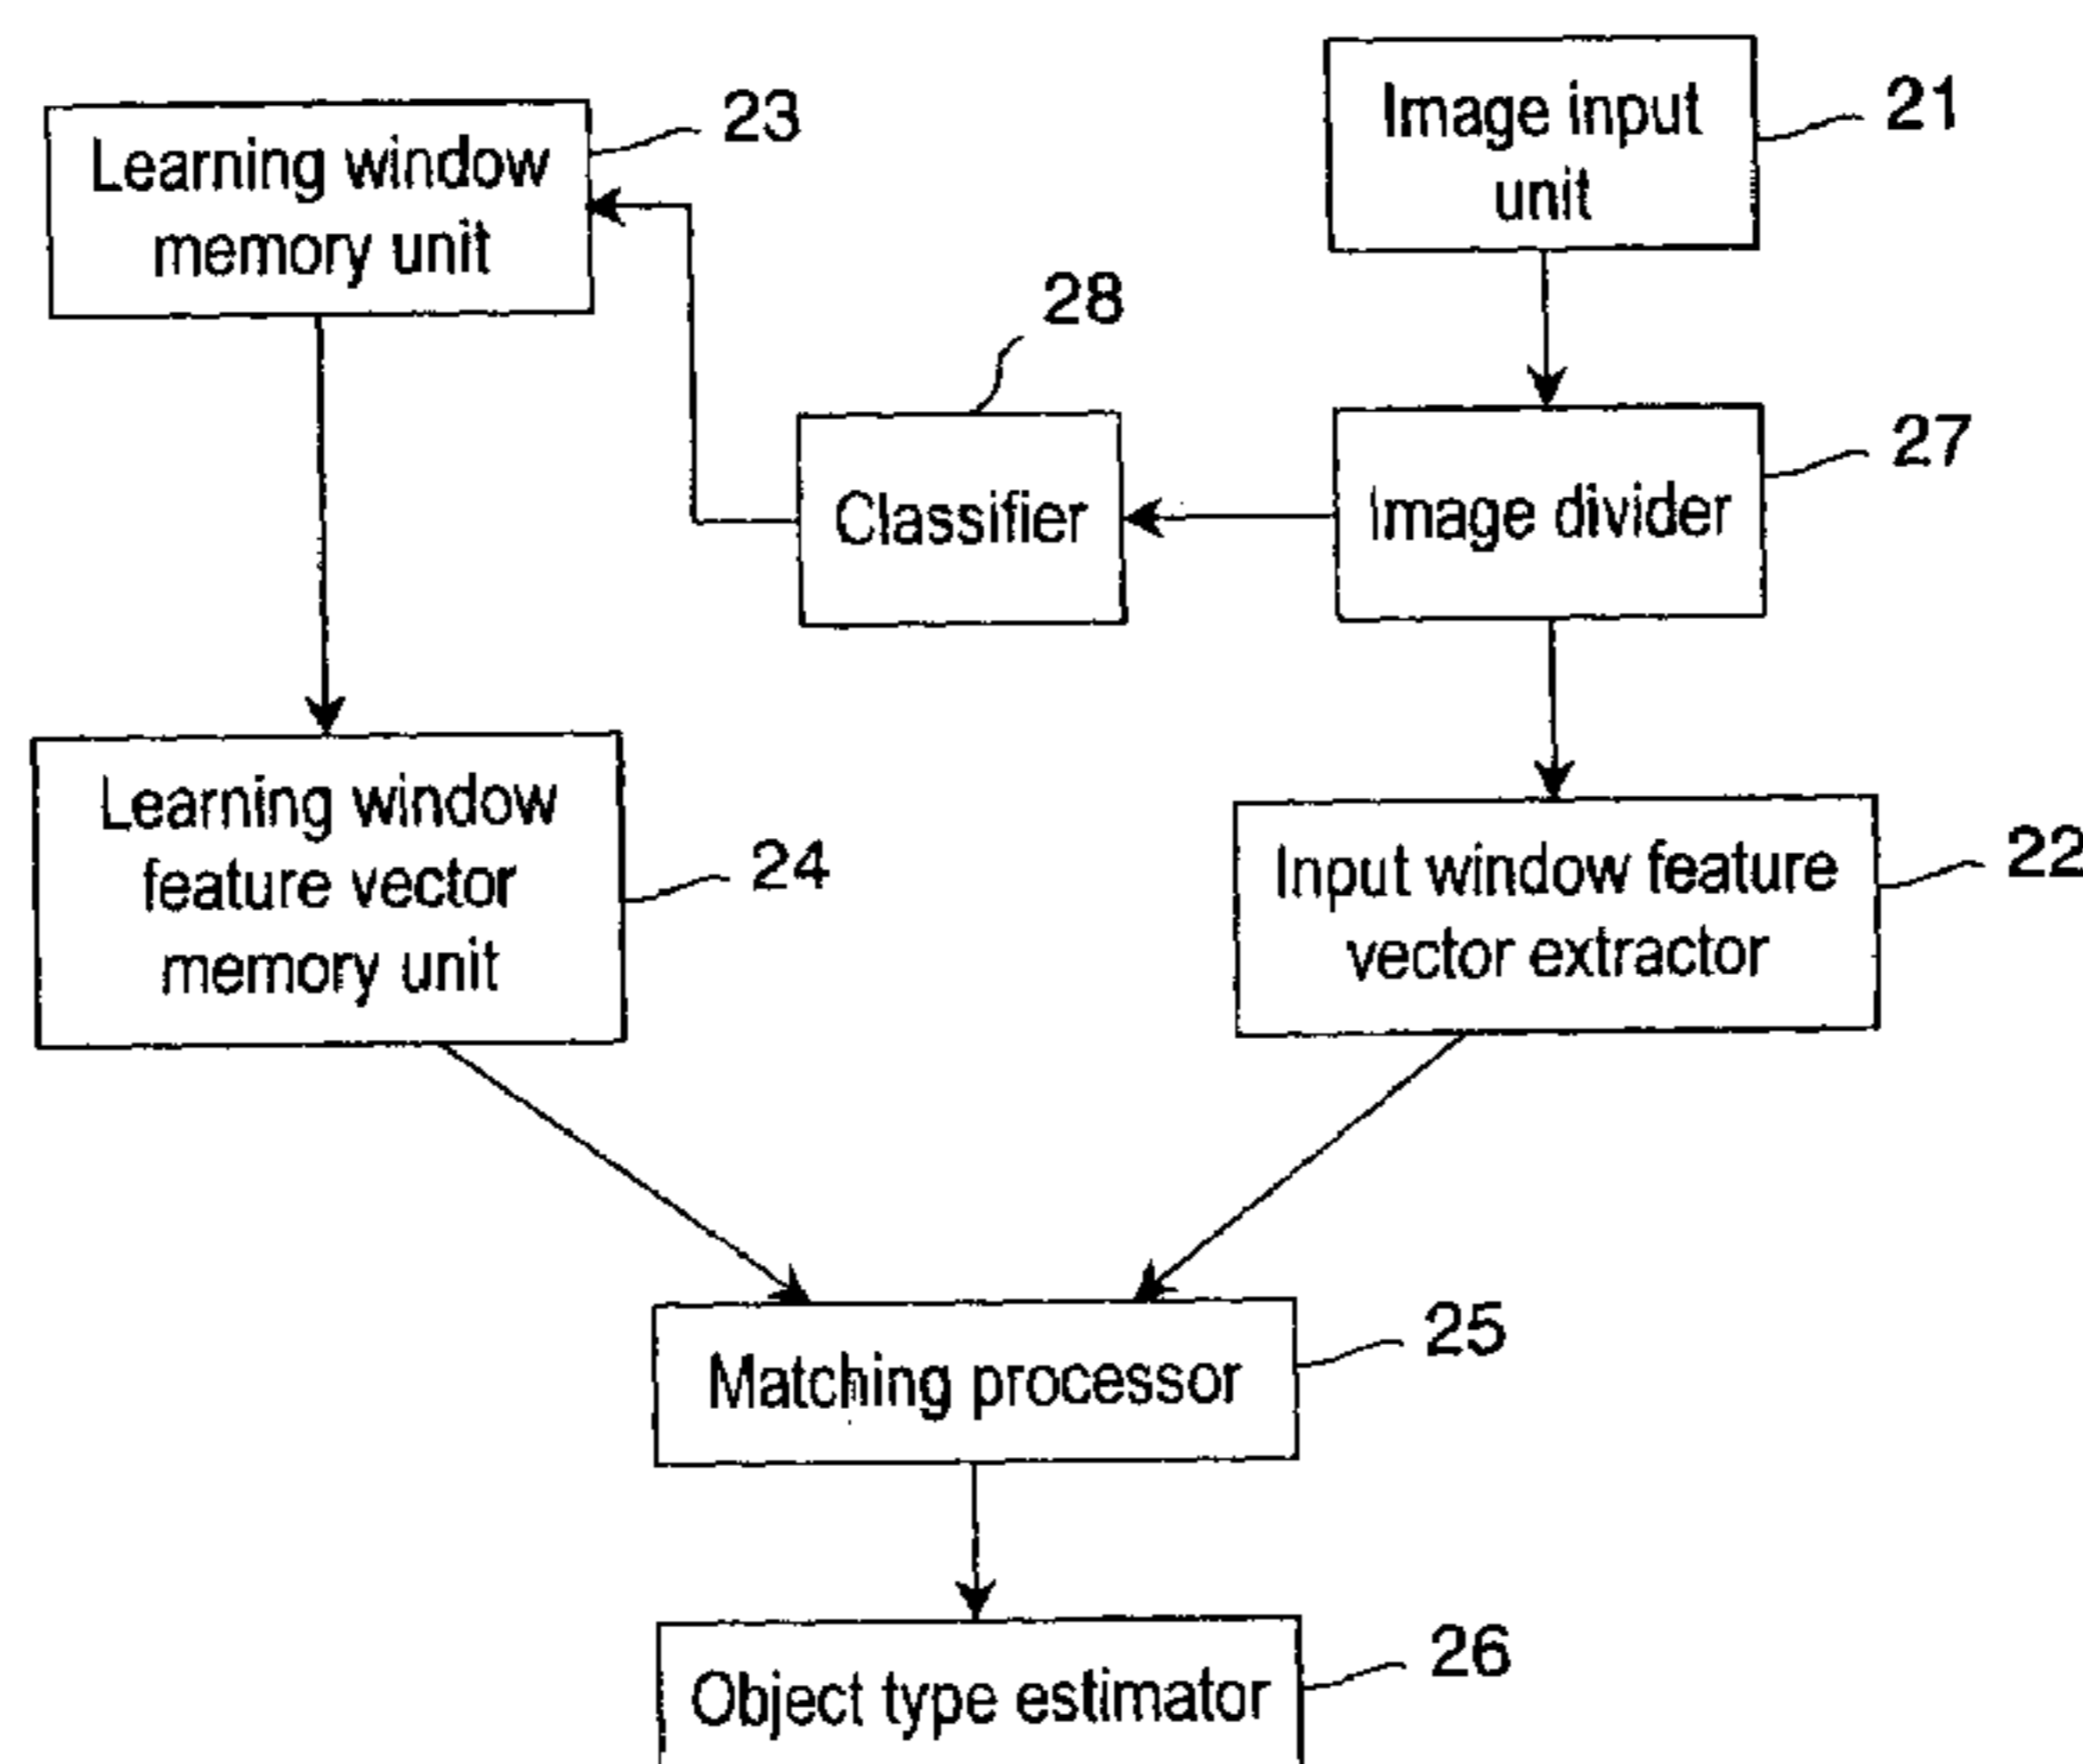 Image input
unit
21
Learning window
memory unit
23
28
Classifier
Image divider
27
Learning window
feature vector
memory unit
24
Input window feature
vector extractor
22
Matching processor
25
Object type estimator
26